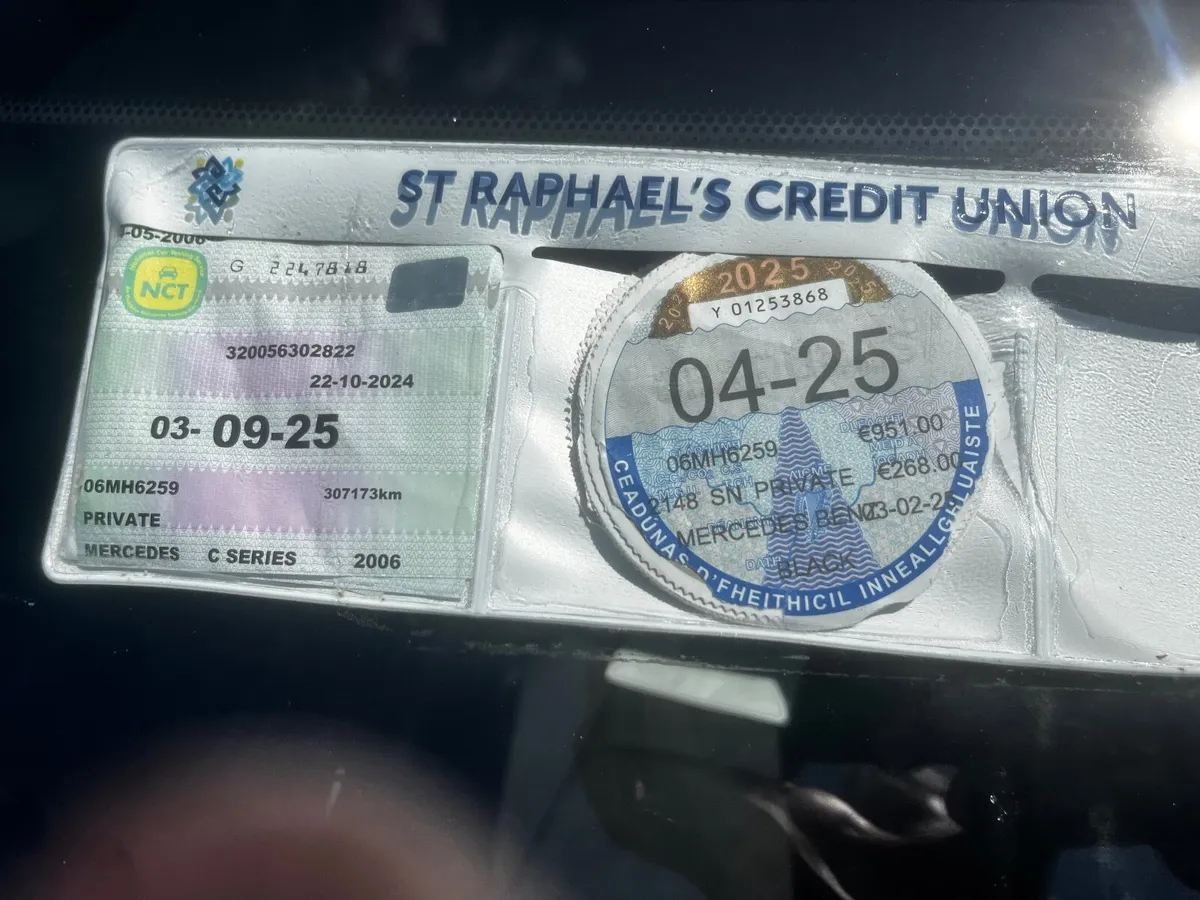 ST RAPHAEL'S CREDIT UNION
-05-2006
NCT
G 2247818
320056302822
22-10-2024
03-09-25
06MH6259
307173km
PRIVATE
MERCEDES C SERIES 2006
2025
Y 01253868
04-25
€951.00
06MH6259
€268.00
2148 SN PRIVATE
MERCEDES BENZ
03-02-25
BLACK
CEADÚNAS D'FHEITHICIL INNEALLGHLUAISTE